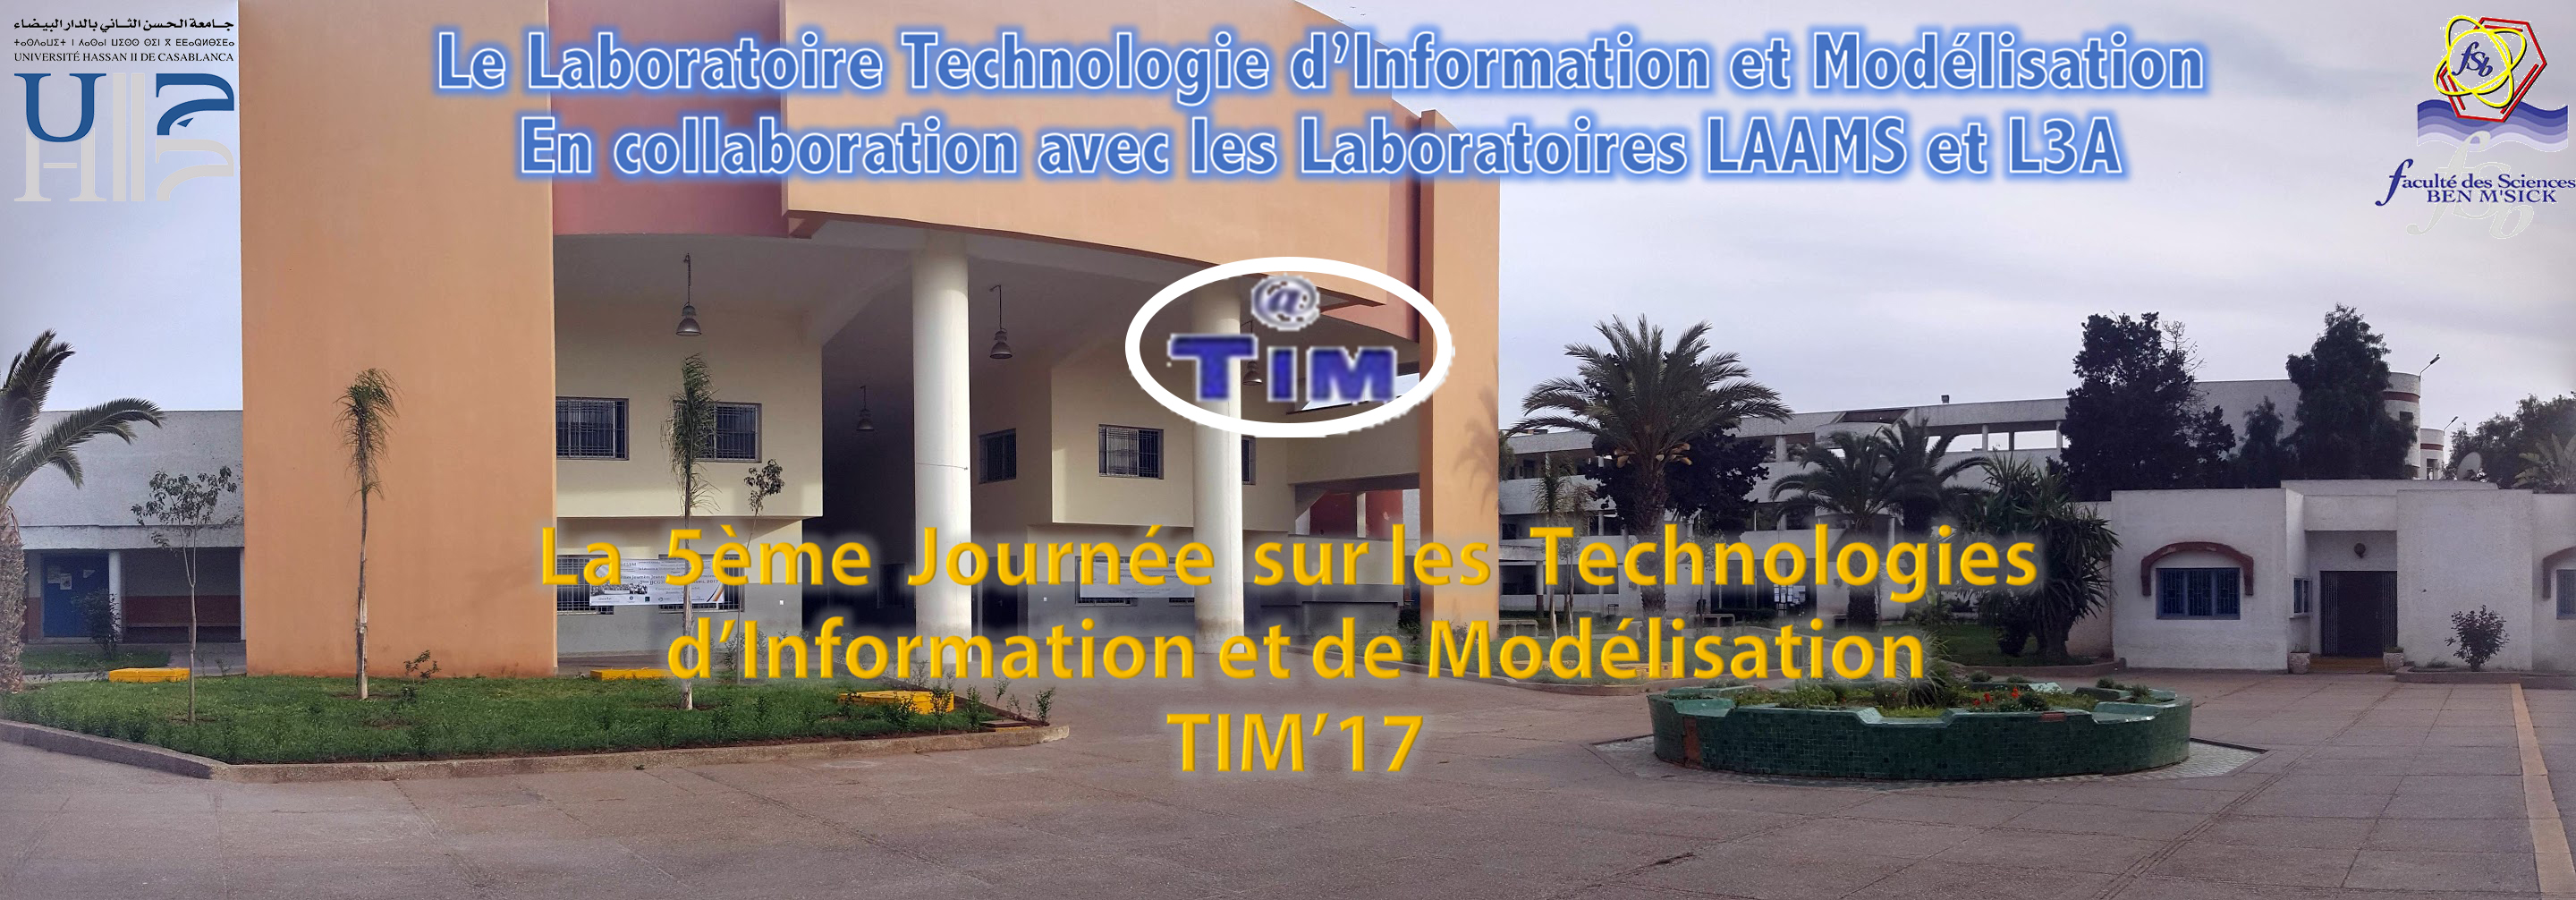 جامعة الحسن الثاني بالدار البيضاء
UNIVERSITÉ HASSAN II DE CASABLANCA
UH2C
Le Laboratoire Technologie d'Information et Modélisation
En collaboration avec les Laboratoires LAAMS et L3A
fSb
faculté des Sciences
BEN M'SICK
@
TIM
La 5ème Journée sur les Technologies
d'Information et de Modélisation
TIM'17